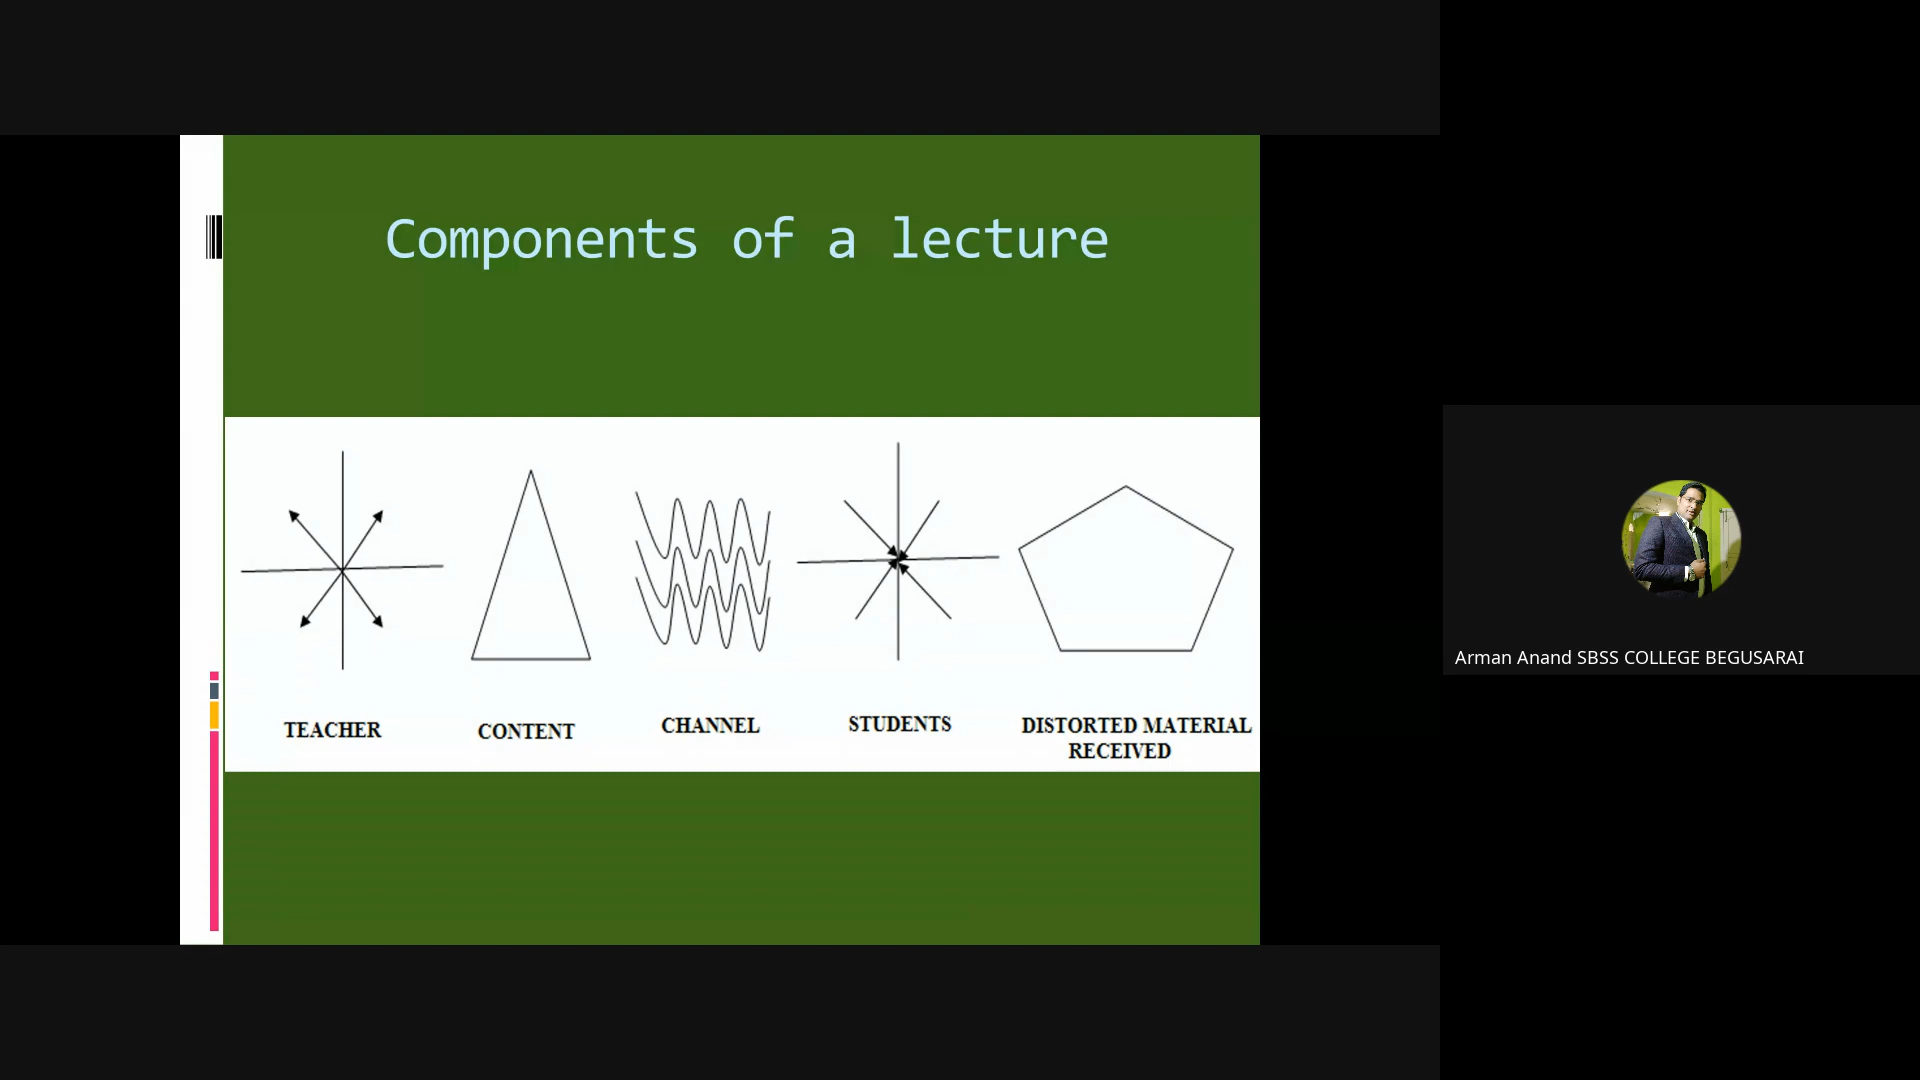 Components of a lecture
TEACHER
CONTENT
CHANNEL
STUDENTS
DISTORTED MATERIAL
RECEIVED
Arman Anand SBSS COLLEGE BEGUSARAI